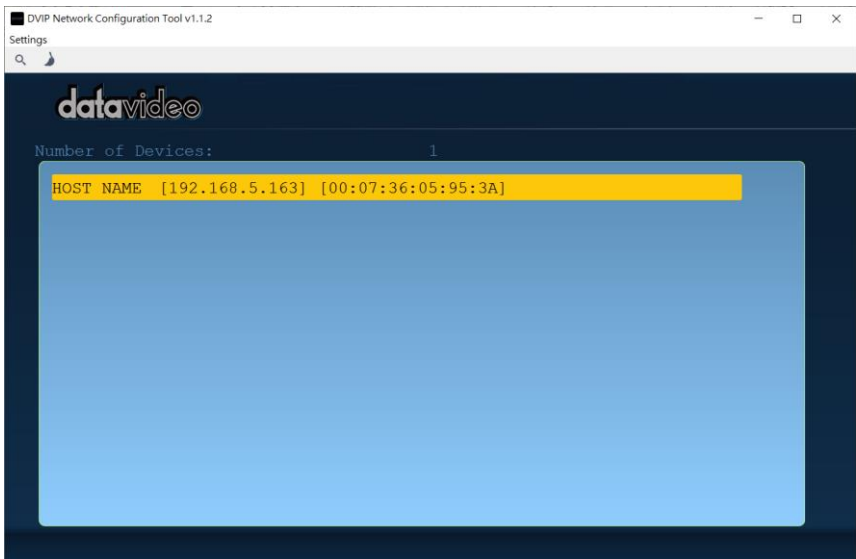 DVIP Network Configuration Tool v1.1.2
Settings
datavideo
Number of Devices: 1
HOST NAME [192.168.5.163] [00:07:36:05:95:3A]